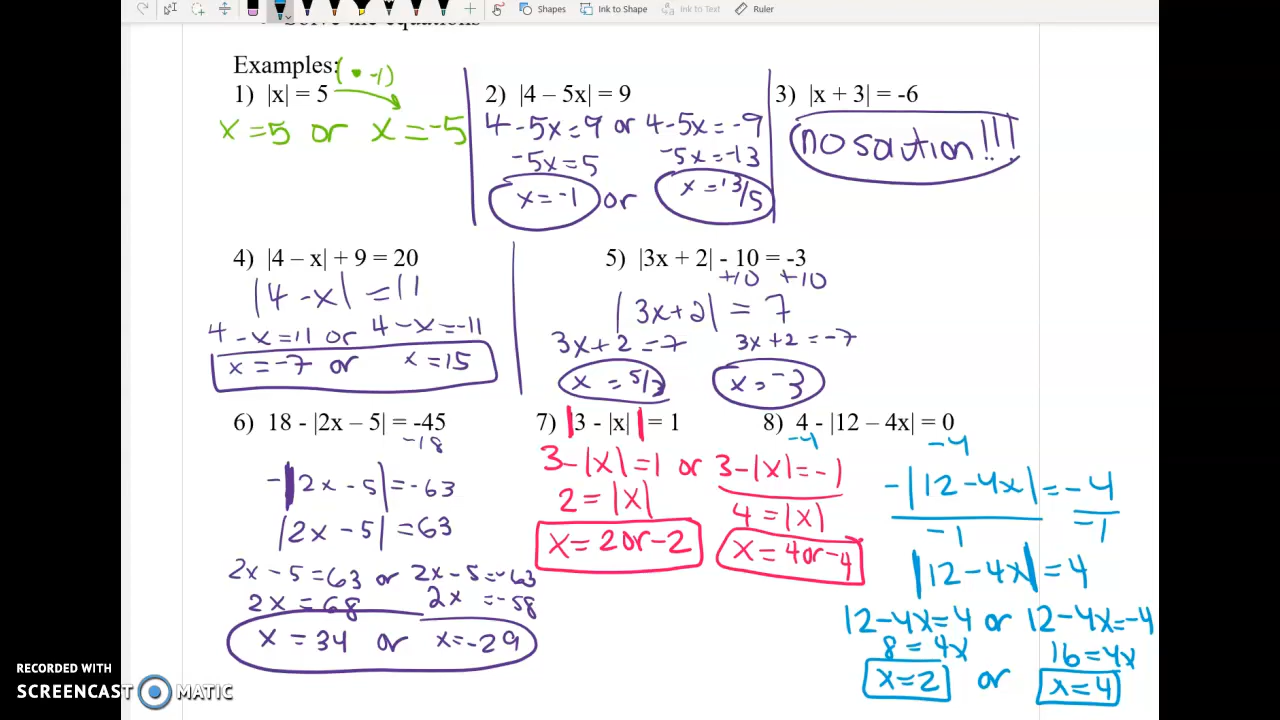 Shapes Ink to Shape Ink to Text Ruler
Examples:
(• -1)
1) |x| = 5
x = 5 or x = -5
2) |4 – 5x| = 9
4 - 5x = 9 or 4 - 5x = -9
-5x = 5 -5x = -13
x = -1 or x = 13/5
3) |x + 3| = -6
no solution!!!
4) |4 – x| + 9 = 20
|4 - x| = 11
4 - x = 11 or 4 - x = -11
x = -7 or x = 15
5) |3x + 2| - 10 = -3
+10 +10
|3x + 2| = 7
3x + 2 = 7 3x + 2 = -7
x = 5/3 x = -3
6) 18 - |2x – 5| = -45
-18
-|2x - 5| = -63
|2x - 5| = 63
2x - 5 = 63 or 2x - 5 = -63
2x = 68 2x = -58
x = 34 or x = -29
7) |3 - |x| | = 1
3 - |x| = 1 or 3 - |x| = -1
2 = |x| 4 = |x|
x = 2 or -2 x = 4 or -4
8) 4 - |12 – 4x| = 0
-4 -4
-|12 - 4x| = -4
-1 -1
|12 - 4x| = 4
12 - 4x = 4 or 12 - 4x = -4
8 = 4x 16 = 4x
x = 2 or x = 4
RECORDED WITH
SCREENCAST MATIC